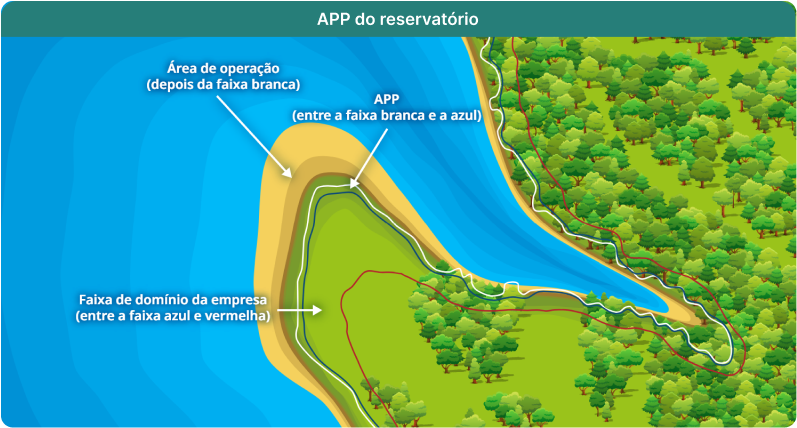 APP do reservatório
Área de operação
(depois da faixa branca)
APP
(entre a faixa branca e a azul)
Faixa de domínio da empresa
(entre a faixa azul e vermelha)